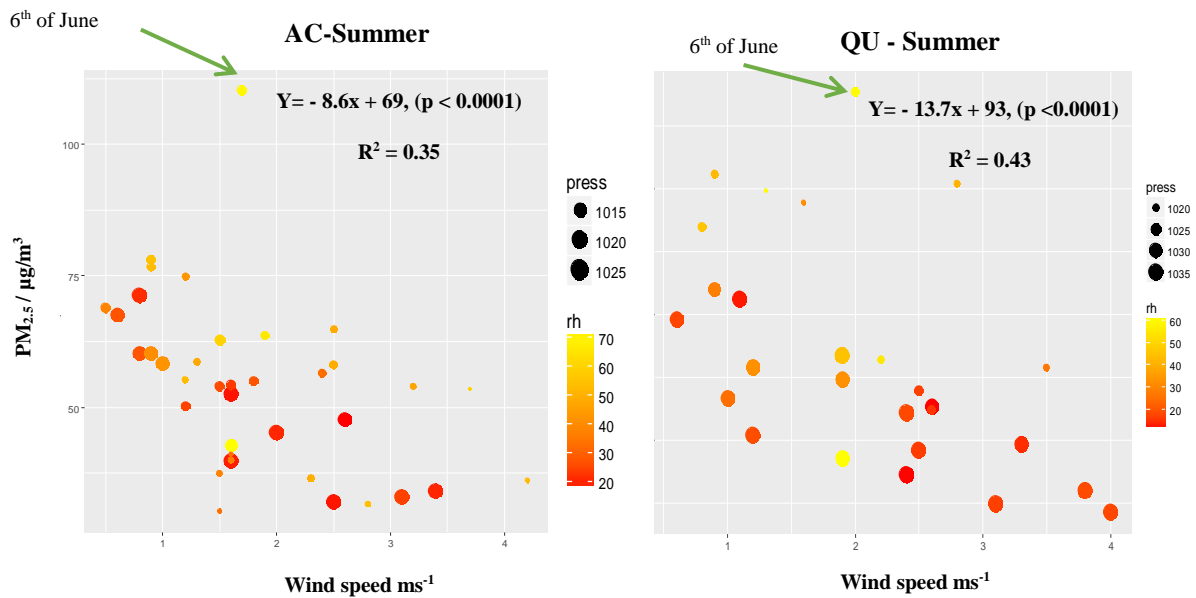 6th of June
AC-Summer
Y= - 8.6x + 69, (p < 0.0001)
R² = 0.35
100
75
50
PM2.5 / µg/m³
1
2
3
4
Wind speed ms⁻¹
press
1015
1020
1025
rh
70
60
50
40
30
20
6th of June
QU - Summer
Y= - 13.7x + 93, (p <0.0001)
R² = 0.43
1
2
3
4
Wind speed ms⁻¹
press
1020
1025
1030
1035
rh
60
50
40
30
20